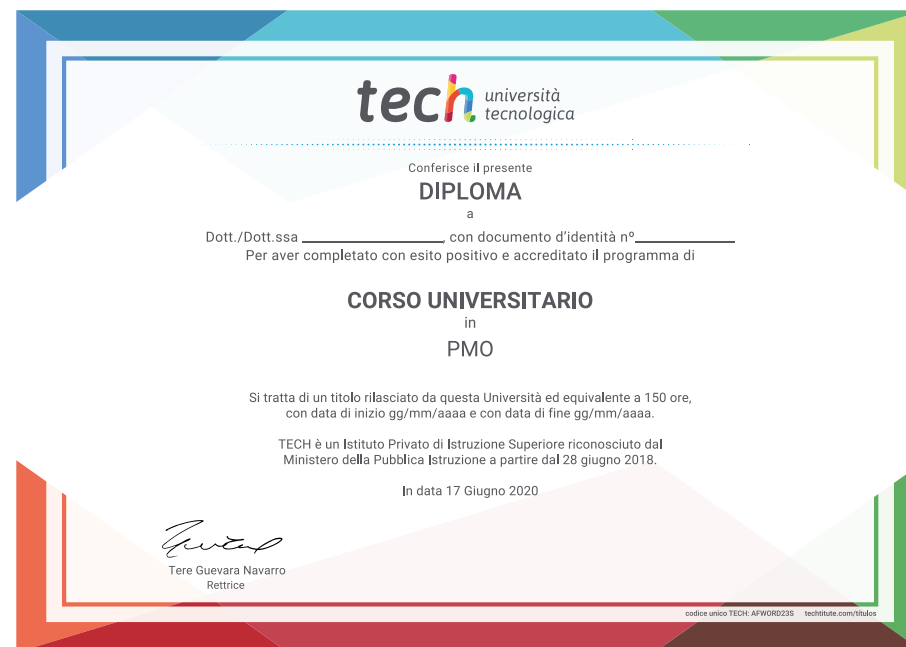 tech università
tecnologica
Conferisce il presente
DIPLOMA
a
Dott./Dott.ssa ____________________, con documento d'identità nº______________
Per aver completato con esito positivo e accreditato il programma di
CORSO UNIVERSITARIO
in
PMO
Si tratta di un titolo rilasciato da questa Università ed equivalente a 150 ore,
con data di inizio gg/mm/aaaa e con data di fine gg/mm/aaaa.
TECH è un Istituto Privato di Istruzione Superiore riconosciuto dal
Ministero della Pubblica Istruzione a partire dal 28 giugno 2018.
In data 17 Giugno 2020
Tere Guevara Navarro
Rettrice
codice unico TECH: AFWORD23S techtitute.com/titulos